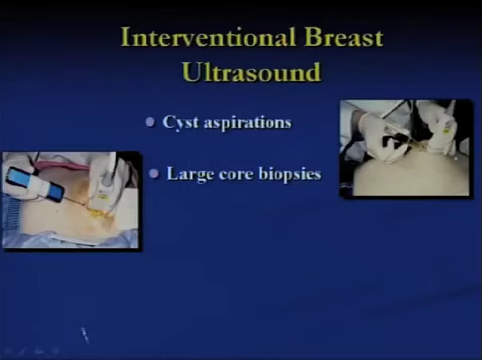 Interventional Breast
Ultrasound
Cyst aspirations
Large core biopsies